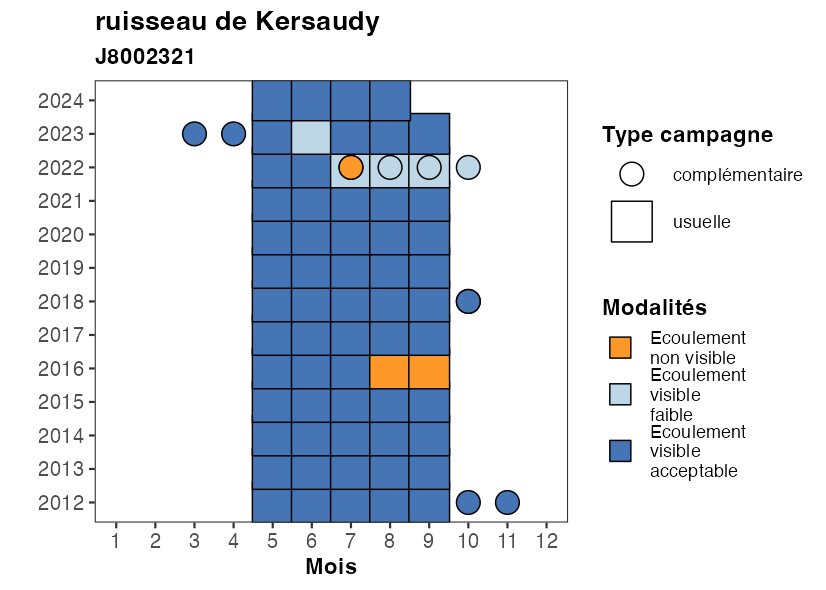 ruisseau de Kersaudy
J8002321
2024
2023
2022
2021
2020
2019
2018
2017
2016
2015
2014
2013
2012
1 2 3 4 5 6 7 8 9 10 11 12
Mois
Type campagne
complémentaire
usuelle
Modalités
Ecoulement
non visible
Ecoulement
visible
faible
Ecoulement
visible
acceptable